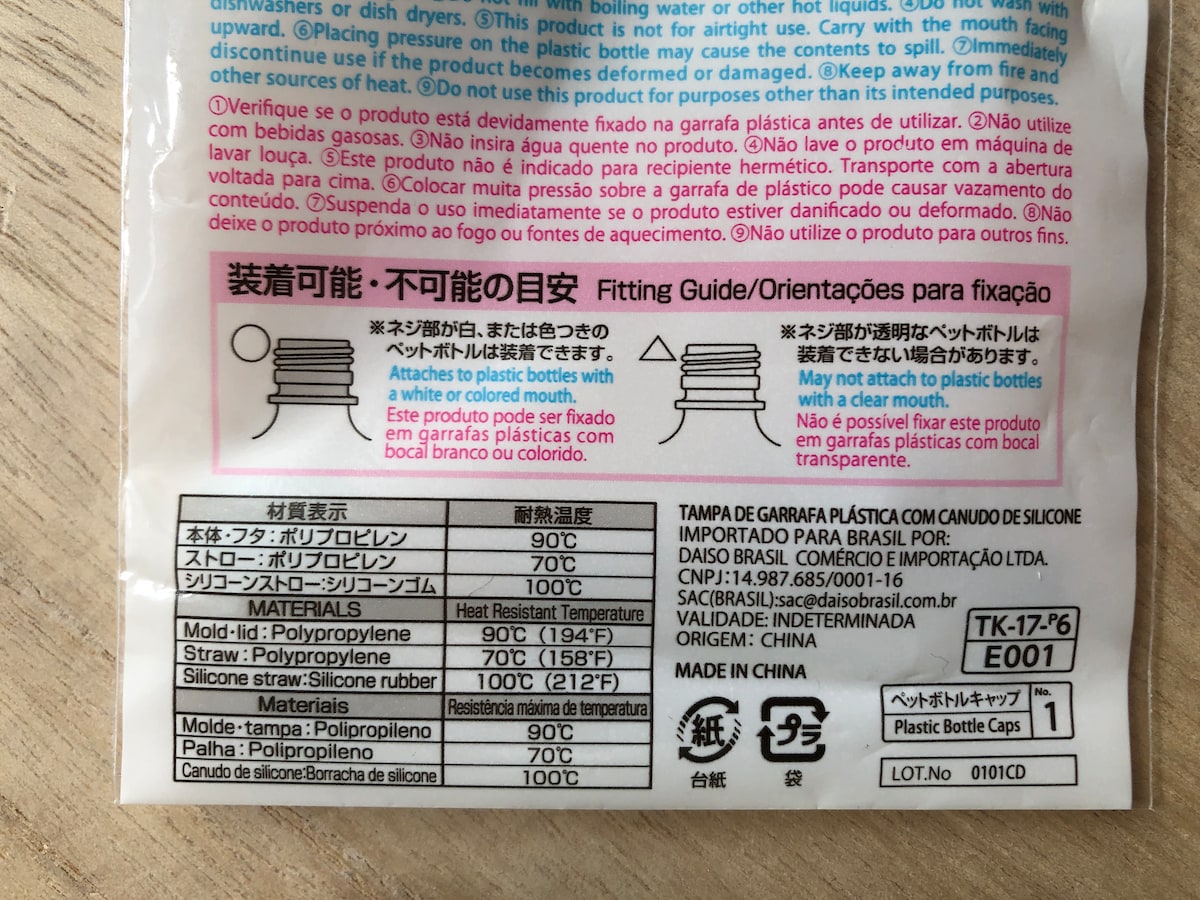 not fill with boiling water or other hot liquids. ④Do not wash with
dishwashers or dish dryers. ⑤This product is not for airtight use. Carry with the mouth facing
upward. ⑥Placing pressure on the plastic bottle may cause the contents to spill. ⑦Immediately
discontinue use if the product becomes deformed or damaged. ⑧Keep away from fire and
other sources of heat. ⑨Do not use this product for purposes other than its intended purposes.
①Verifique se o produto está devidamente fixado na garrafa plástica antes de utilizar. ②Não utilize
com bebidas gasosas. ③Não insira água quente no produto. ④Não lave o produto em máquina de
lavar louça. ⑤Este produto não é indicado para recipiente hermético. Transporte com a abertura
voltada para cima. ⑥Colocar muita pressão sobre a garrafa de plástico pode causar vazamento do
conteúdo. ⑦Suspenda o uso imediatamente se o produto estiver danificado ou deformado. ⑧Não
deixe o produto próximo ao fogo ou fontes de aquecimento. ⑨Não utilize o produto para outros fins.
装着可能・不可能の目安 Fitting Guide/Orientações para fixação
※ネジ部が白、または色つきの
ペットボトルは装着できます。
Attaches to plastic bottles with
a white or colored mouth.
Este produto pode ser fixado
em garrafas plásticas com
bocal branco ou colorido.
※ネジ部が透明なペットボトルは
装着できない場合があります。
May not attach to plastic bottles
with a clear mouth.
Não é possível fixar este produto
em garrafas plásticas com bocal
transparente.
材質表示 耐熱温度
本体・フタ:ポリプロピレン 90℃
ストロー:ポリプロピレン 70℃
シリコーンストロー:シリコーンゴム 100℃
MATERIALS Heat Resistant Temperature
Mold・lid:Polypropylene 90℃ (194°F)
Straw:Polypropylene 70℃ (158°F)
Silicone straw:Silicone rubber 100℃ (212°F)
Materiais Resistência máxima de temperatura
Molde・tampa:Polipropileno 90℃
Palha:Polipropileno 70℃
Canudo de silicone:Borracha de silicone 100℃
TAMPA DE GARRAFA PLÁSTICA COM CANUDO DE SILICONE
IMPORTADO PARA BRASIL POR:
DAISO BRASIL COMÉRCIO E IMPORTAÇÃO LTDA.
CNPJ:14.987.685/0001-16
SAC(BRASIL):sac@daisobrasil.com.br
VALIDADE: INDETERMINADA
ORIGEM: CHINA
TK-17-P6
E001
MADE IN CHINA
紙
台紙
プラ
袋
ペットボトルキャップ
Plastic Bottle Caps
No.
1
LOT.No 0101CD